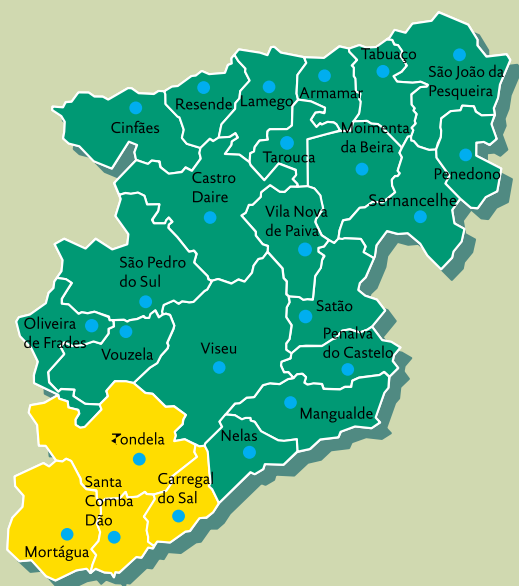 Tabuaço
São João da
Pesqueira
Armamar
Lamego
Resende
Cinfães
Moimenta
da Beira
Tarouca
Penedono
Castro
Daire
Sernancelhe
Vila Nova
de Paiva
São Pedro
do Sul
Satão
Oliveira
de Frades
Penalva
do Castelo
Vouzela
Viseu
Mangualde
Nelas
Tondela
Carregal
do Sal
Santa
Comba
Dão
Mortágua